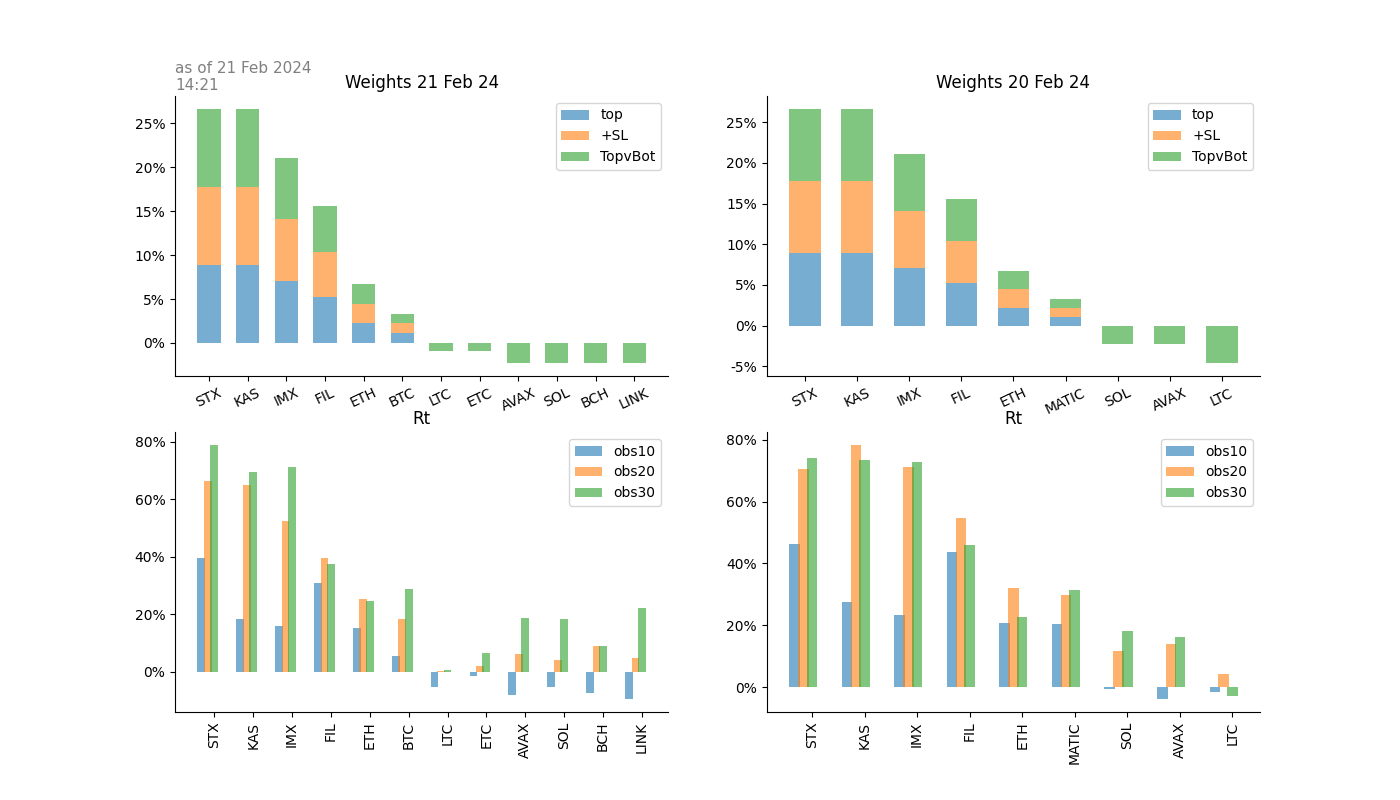 as of 21 Feb 2024
14:21
Weights 21 Feb 24
25%
20%
15%
10%
5%
0%
top
+SL
TopvBot
STX KAS IMX FIL ETH BTC LTC ETC AVAX SOL BCH LINK
Weights 20 Feb 24
25%
20%
15%
10%
5%
0%
-5%
top
+SL
TopvBot
STX KAS IMX FIL ETH MATIC SOL AVAX LTC
Rt
80%
60%
40%
20%
0%
obs10
obs20
obs30
STX KAS IMX FIL ETH BTC LTC ETC AVAX SOL BCH LINK
Rt
80%
60%
40%
20%
0%
obs10
obs20
obs30
STX KAS IMX FIL ETH MATIC SOL AVAX LTC